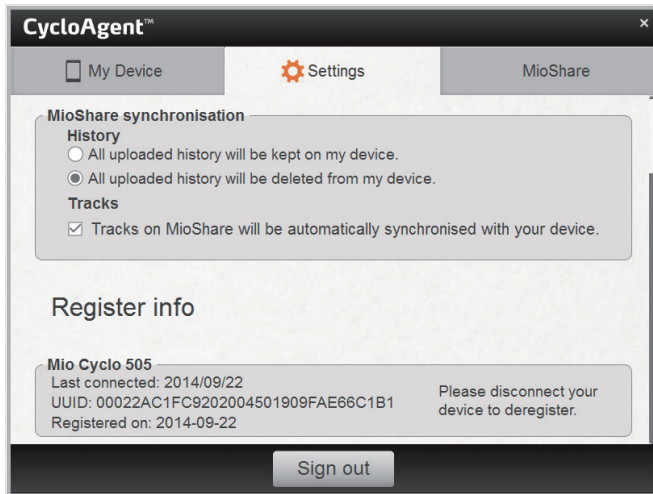 CycloAgent™
×
My Device
Settings
MioShare
MioShare synchronisation
History
All uploaded history will be kept on my device.
All uploaded history will be deleted from my device.
Tracks
Tracks on MioShare will be automatically synchronised with your device.
Register info
Mio Cyclo 505
Last connected: 2014/09/22
UUID: 00022AC1FC9202004501909FAE66C1B1
Registered on: 2014-09-22
Please disconnect your
device to deregister.
Sign out